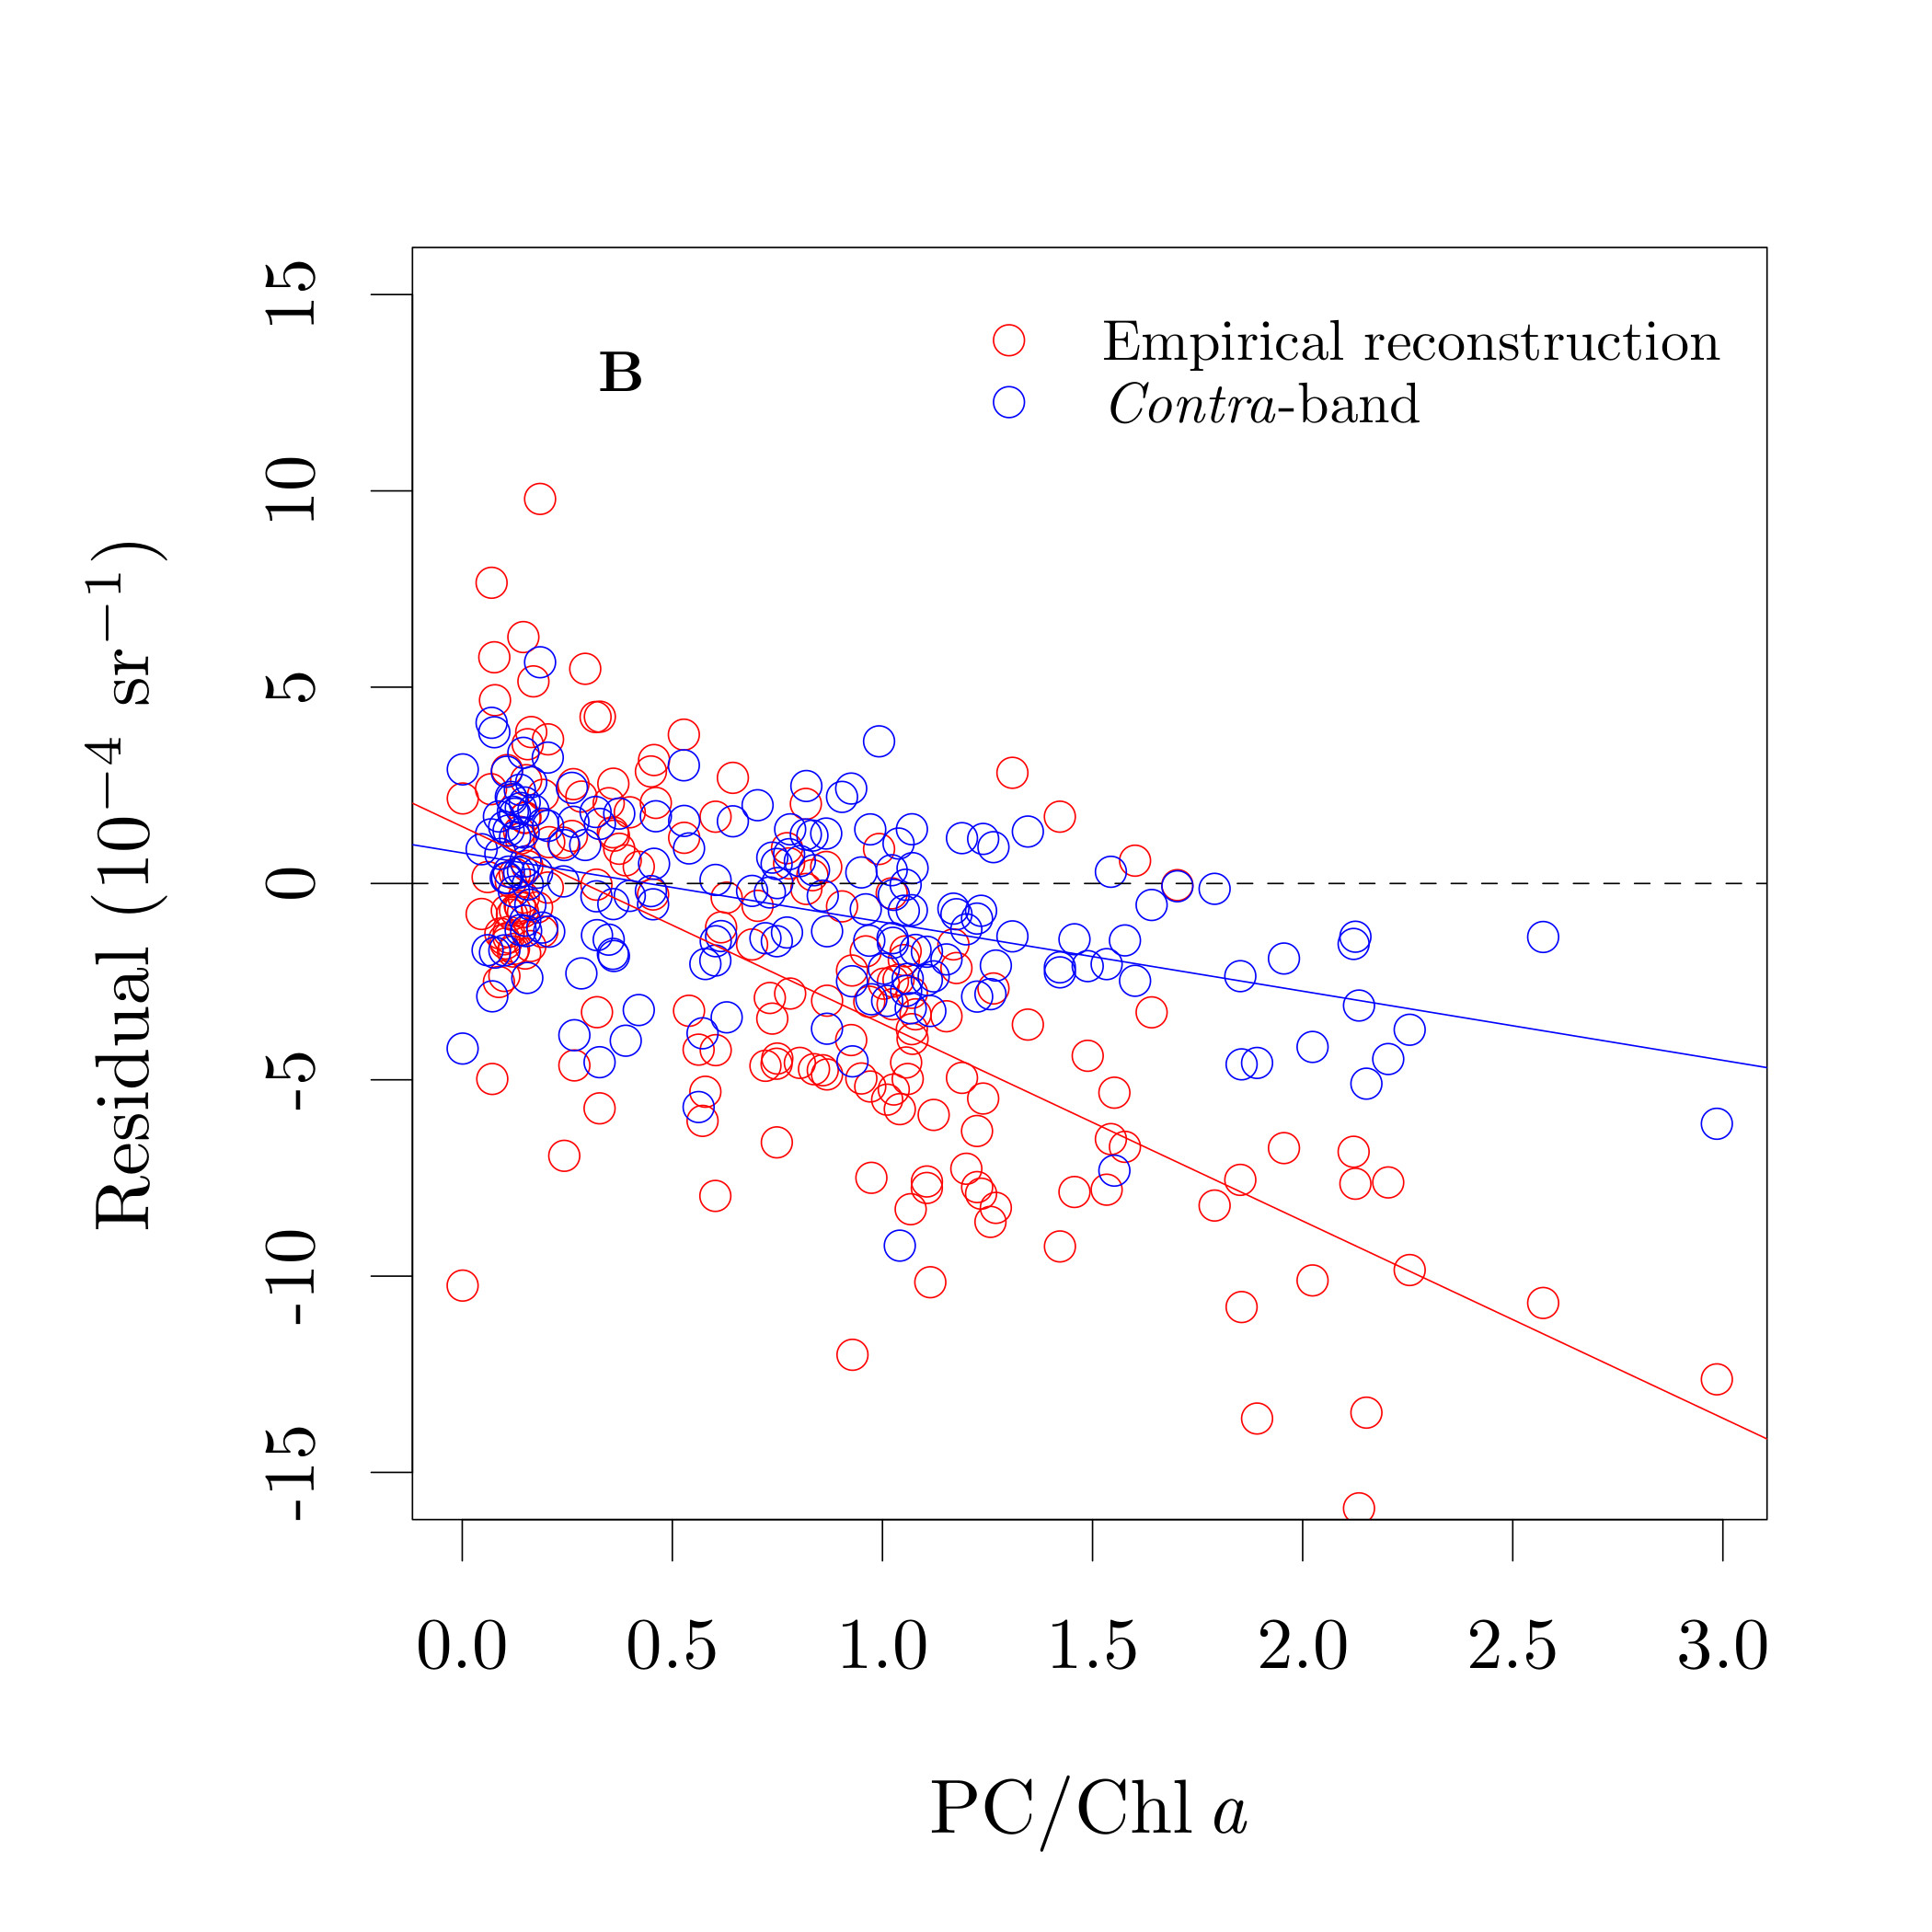 B
Empirical reconstruction
Contra-band
Residual (10⁻⁴ sr⁻¹)
15
10
5
0
-5
-10
-15
0.0 0.5 1.0 1.5 2.0 2.5 3.0
PC/Chl a